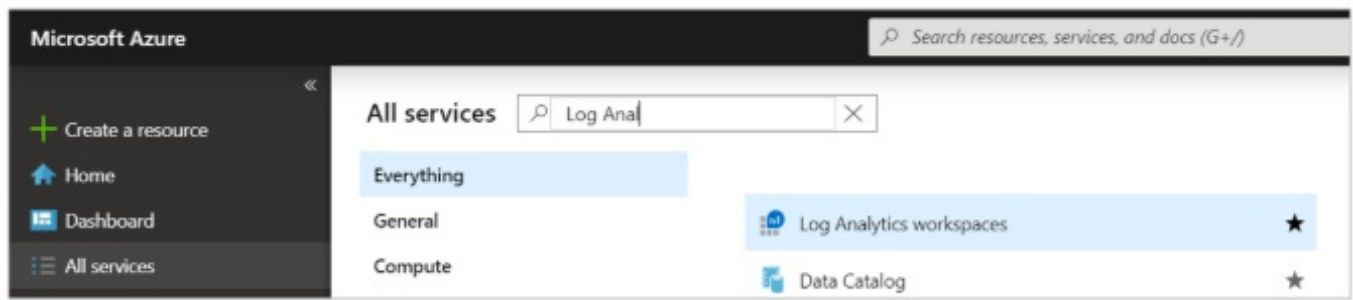 Microsoft Azure
Search resources, services, and docs (G+/)
«
Create a resource
Home
Dashboard
All services
All services
Log Anal
Everything
General
Compute
Log Analytics workspaces
Data Catalog